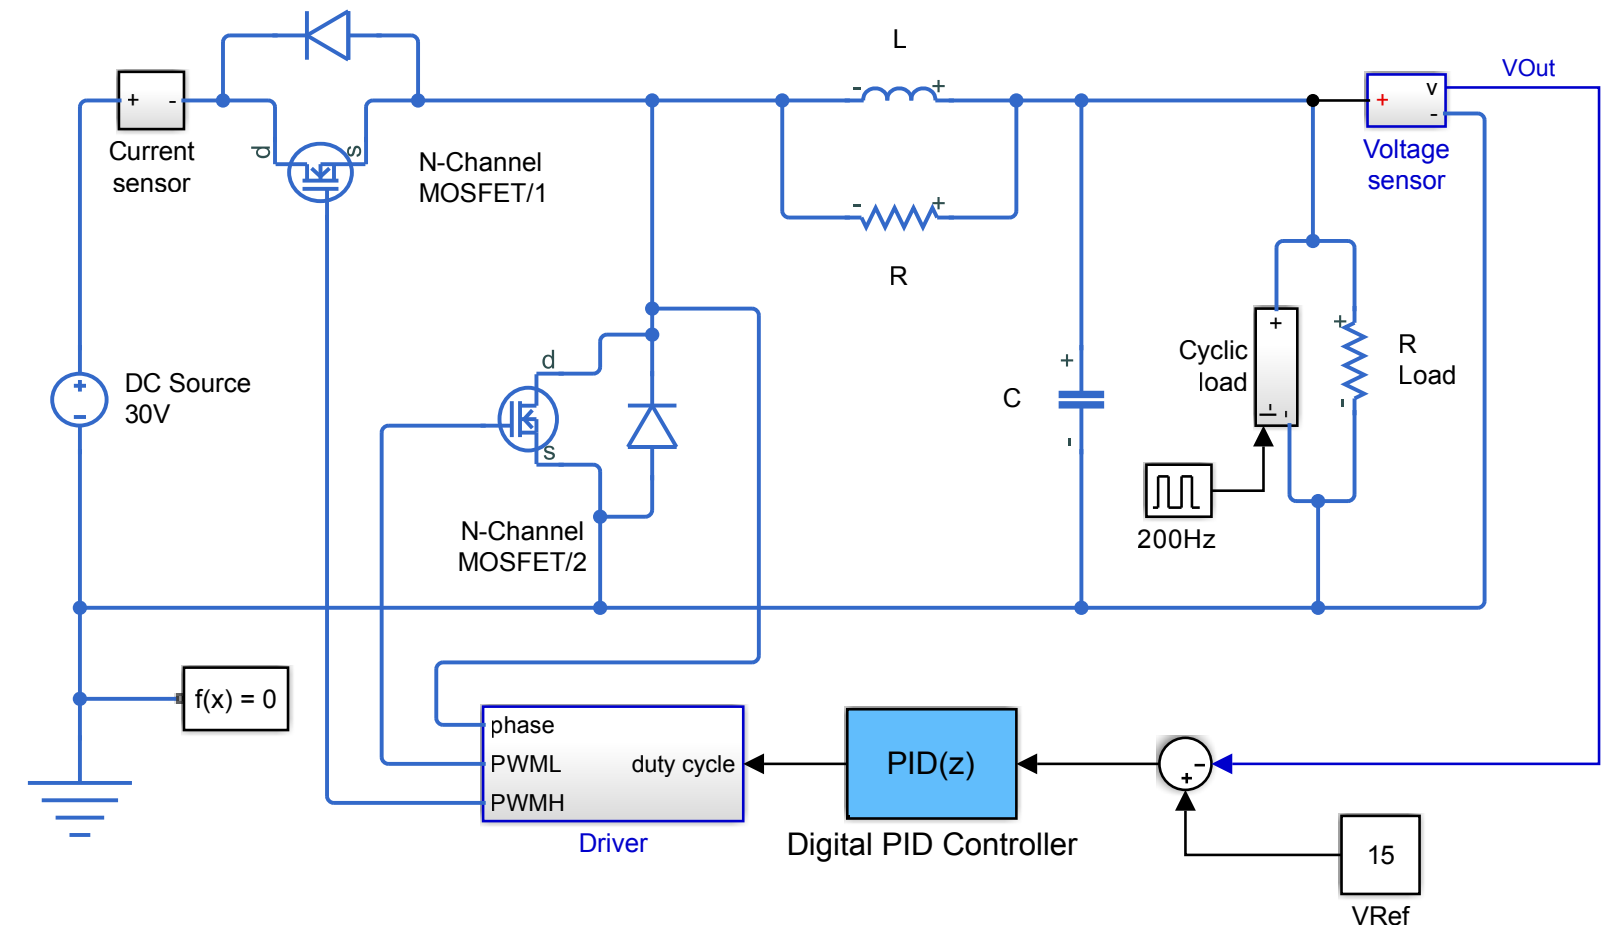 L
VOut
+ -
v
+
-
Current
sensor
d
s
N-Channel
MOSFET/1
- +
Voltage
sensor
- +
R
DC Source
30V
+
-
d
s
N-Channel
MOSFET/2
C
+
-
Cyclic
load
+
-
I
-
+
-
R
Load
200Hz
f(x) = 0
phase
PWML
PWMH
duty cycle
Driver
PID(z)
Digital PID Controller
-
+
15
VRef